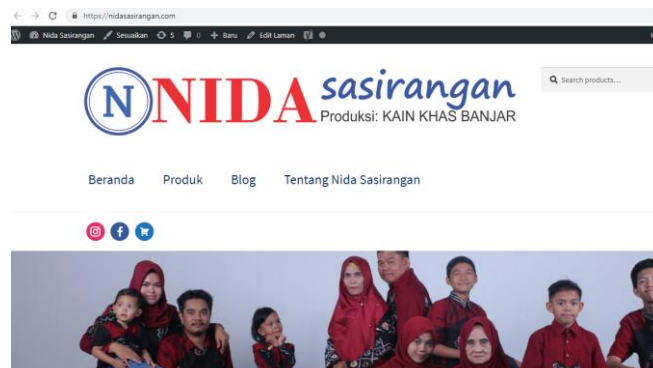 https://nidasasirangan.com
Nida Sasirangan Sesuaikan 5 0 + Baru Edit Laman
N NIDA sasirangan
Produksi: KAIN KHAS BANJAR
Search products...
Beranda Produk Blog Tentang Nida Sasirangan